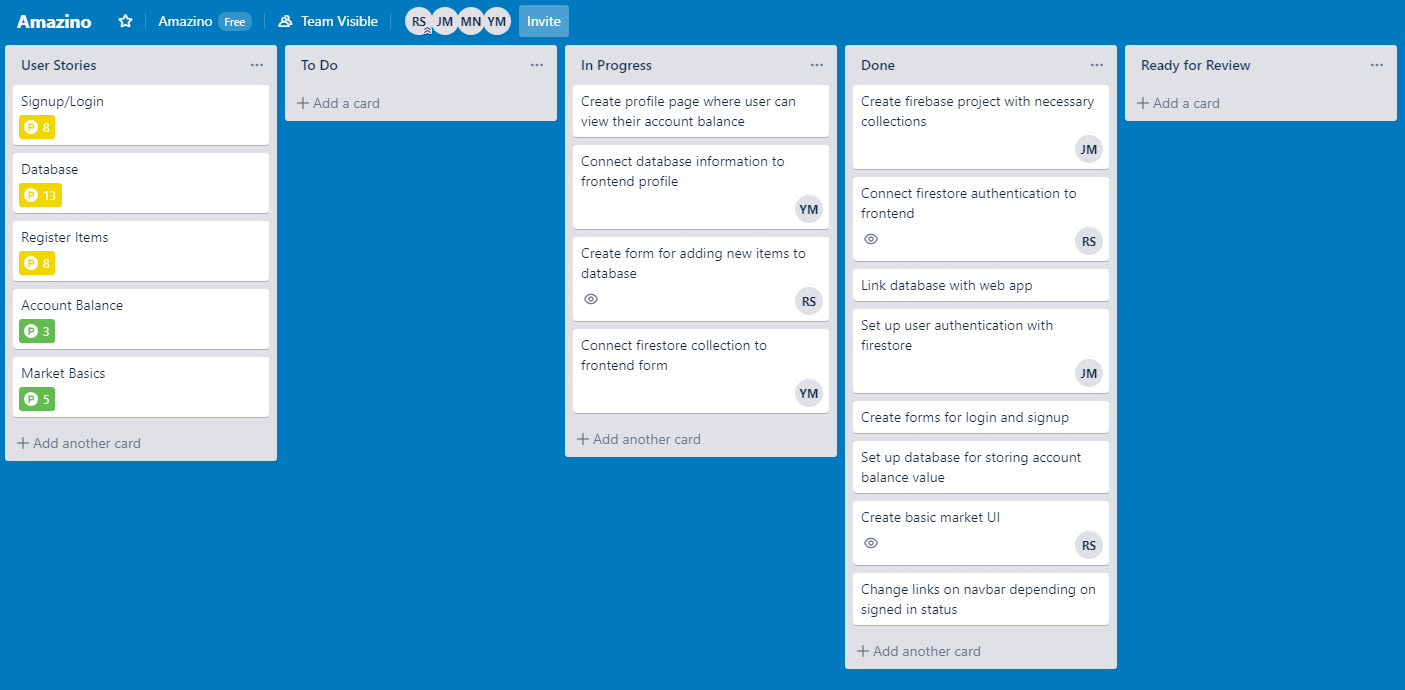 Amazino
Amazino Free
Team Visible
RS JM MN YM
Invite
User Stories
Signup/Login
P 8
Database
P 13
Register Items
P 8
Account Balance
P 3
Market Basics
P 5
+ Add another card
To Do
+ Add a card
In Progress
Create profile page where user can
view their account balance
Connect database information to
frontend profile
YM
Create form for adding new items to
database
RS
Connect firestore collection to
frontend form
YM
+ Add another card
Done
Create firebase project with necessary
collections
JM
Connect firestore authentication to
frontend
RS
Link database with web app
Set up user authentication with
firestore
JM
Create forms for login and signup
Set up database for storing account
balance value
Create basic market UI
RS
Change links on navbar depending on
signed in status
+ Add another card
Ready for Review
+ Add a card